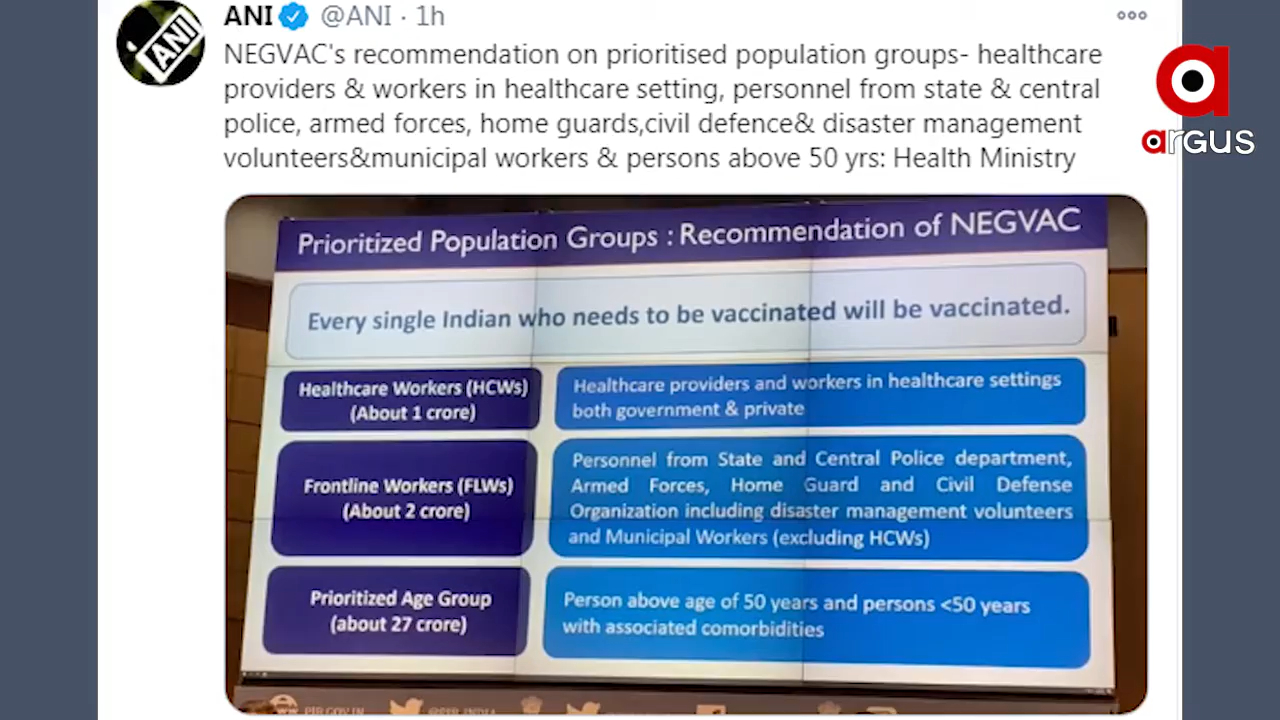 ANI @ANI · 1h
NEGVAC's recommendation on prioritised population groups- healthcare
providers & workers in healthcare setting, personnel from state & central
police, armed forces, home guards,civil defence& disaster management
volunteers&municipal workers & persons above 50 yrs: Health Ministry
ANI
argus
Prioritized Population Groups : Recommendation of NEGVAC
Every single Indian who needs to be vaccinated will be vaccinated.
Healthcare Workers (HCWs)
(About 1 crore)
Healthcare providers and workers in healthcare settings
both government & private
Frontline Workers (FLWs)
(About 2 crore)
Personnel from State and Central Police department,
Armed Forces, Home Guard and Civil Defense
Organization including disaster management volunteers
and Municipal Workers (excluding HCWs)
Prioritized Age Group
(about 27 crore)
Person above age of 50 years and persons <50 years
with associated comorbidities
PIB.GOV.IN
@PIB_INDIA